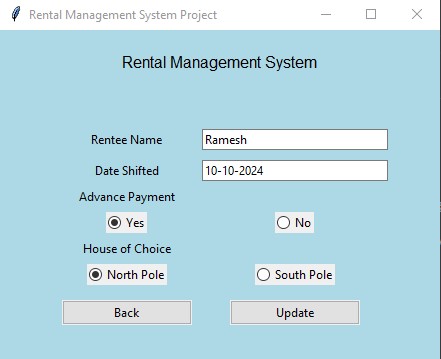 Rental Management System Project
Rental Management System
Rentee Name Ramesh
Date Shifted 10-10-2024
Advance Payment
Yes No
House of Choice
North Pole South Pole
Back Update